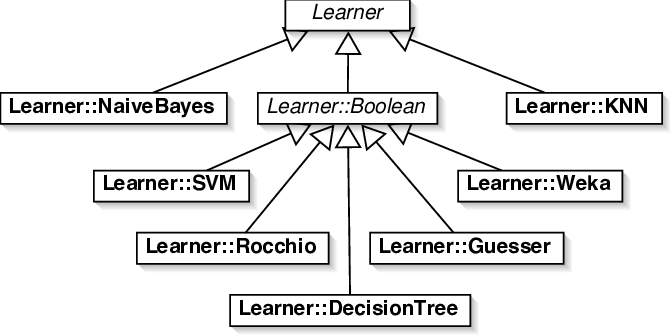 Learner
Learner::NaiveBayes
Learner::Boolean
Learner::KNN
Learner::SVM
Learner::Weka
Learner::Rocchio
Learner::Guesser
Learner::DecisionTree